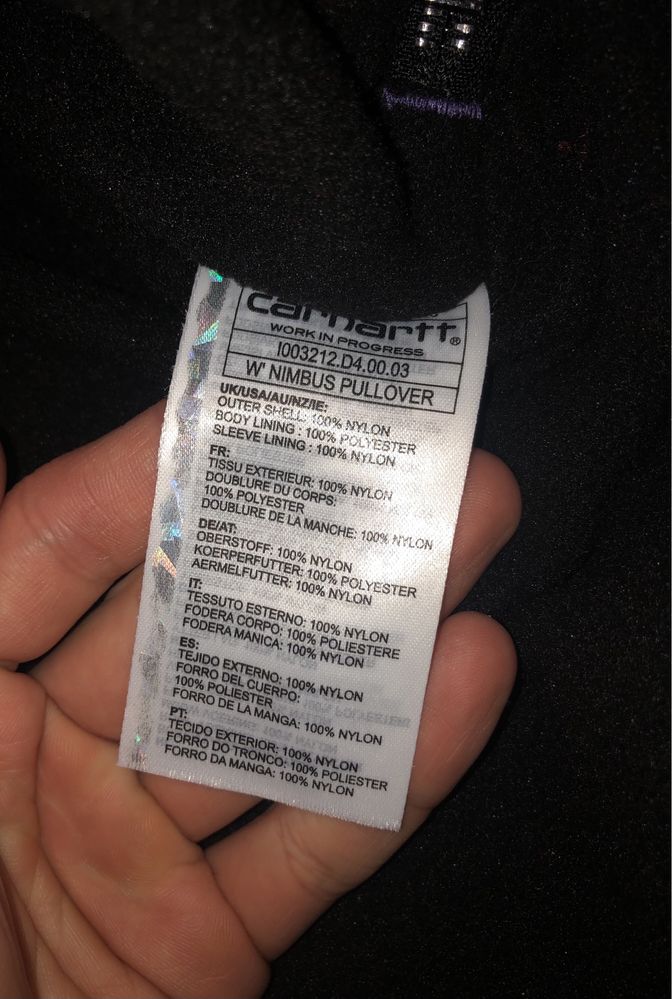 carhartt®
WORK IN PROGRESS
I003212.D4.00.03
W' NIMBUS PULLOVER
UK/USA/AU/NZ/IE:
OUTER SHELL: 100% NYLON
BODY LINING : 100% POLYESTER
SLEEVE LINING : 100% NYLON
FR:
TISSU EXTERIEUR: 100% NYLON
DOUBLURE DU CORPS:
100% POLYESTER
DOUBLURE DE LA MANCHE: 100% NYLON
DE/AT:
OBERSTOFF: 100% NYLON
KOERPERFUTTER: 100% POLYESTER
AERMELFUTTER: 100% NYLON
IT:
TESSUTO ESTERNO: 100% NYLON
FODERA CORPO: 100% POLIESTERE
FODERA MANICA: 100% NYLON
ES:
TEJIDO EXTERNO: 100% NYLON
FORRO DEL CUERPO:
100% POLIESTER
FORRO DE LA MANGA: 100% NYLON
PT:
TECIDO EXTERIOR: 100% NYLON
FORRO DO TRONCO: 100% POLIESTER
FORRO DA MANGA: 100% NYLON